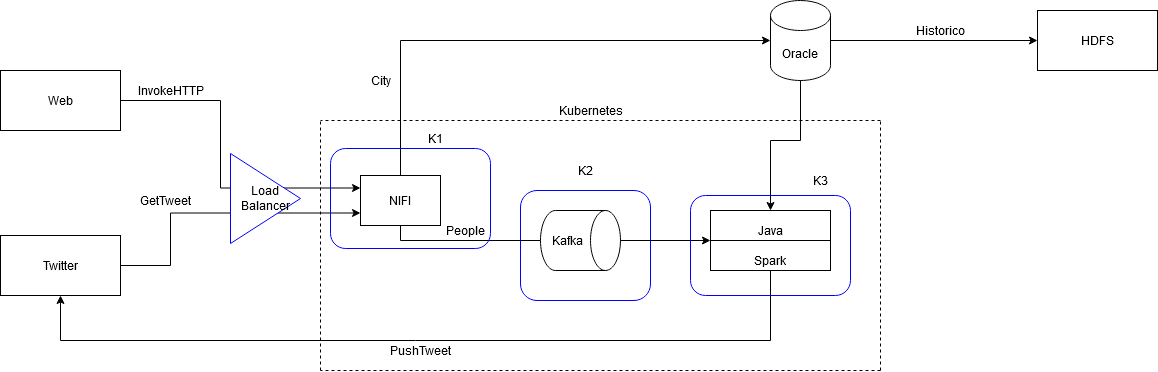 Historico
HDFS
Oracle
City
Web
InvokeHTTP
Kubernetes
K1
K2
K3
Load
Balancer
NIFI
GetTweet
People
Kafka
Java
Spark
Twitter
PushTweet